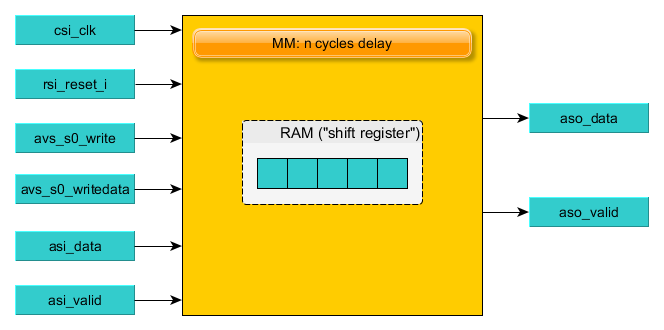 csi_clk
MM: n cycles delay
rsi_reset_i
aso_data
RAM ("shift register")
avs_s0_write
avs_s0_writedata
aso_valid
asi_data
asi_valid